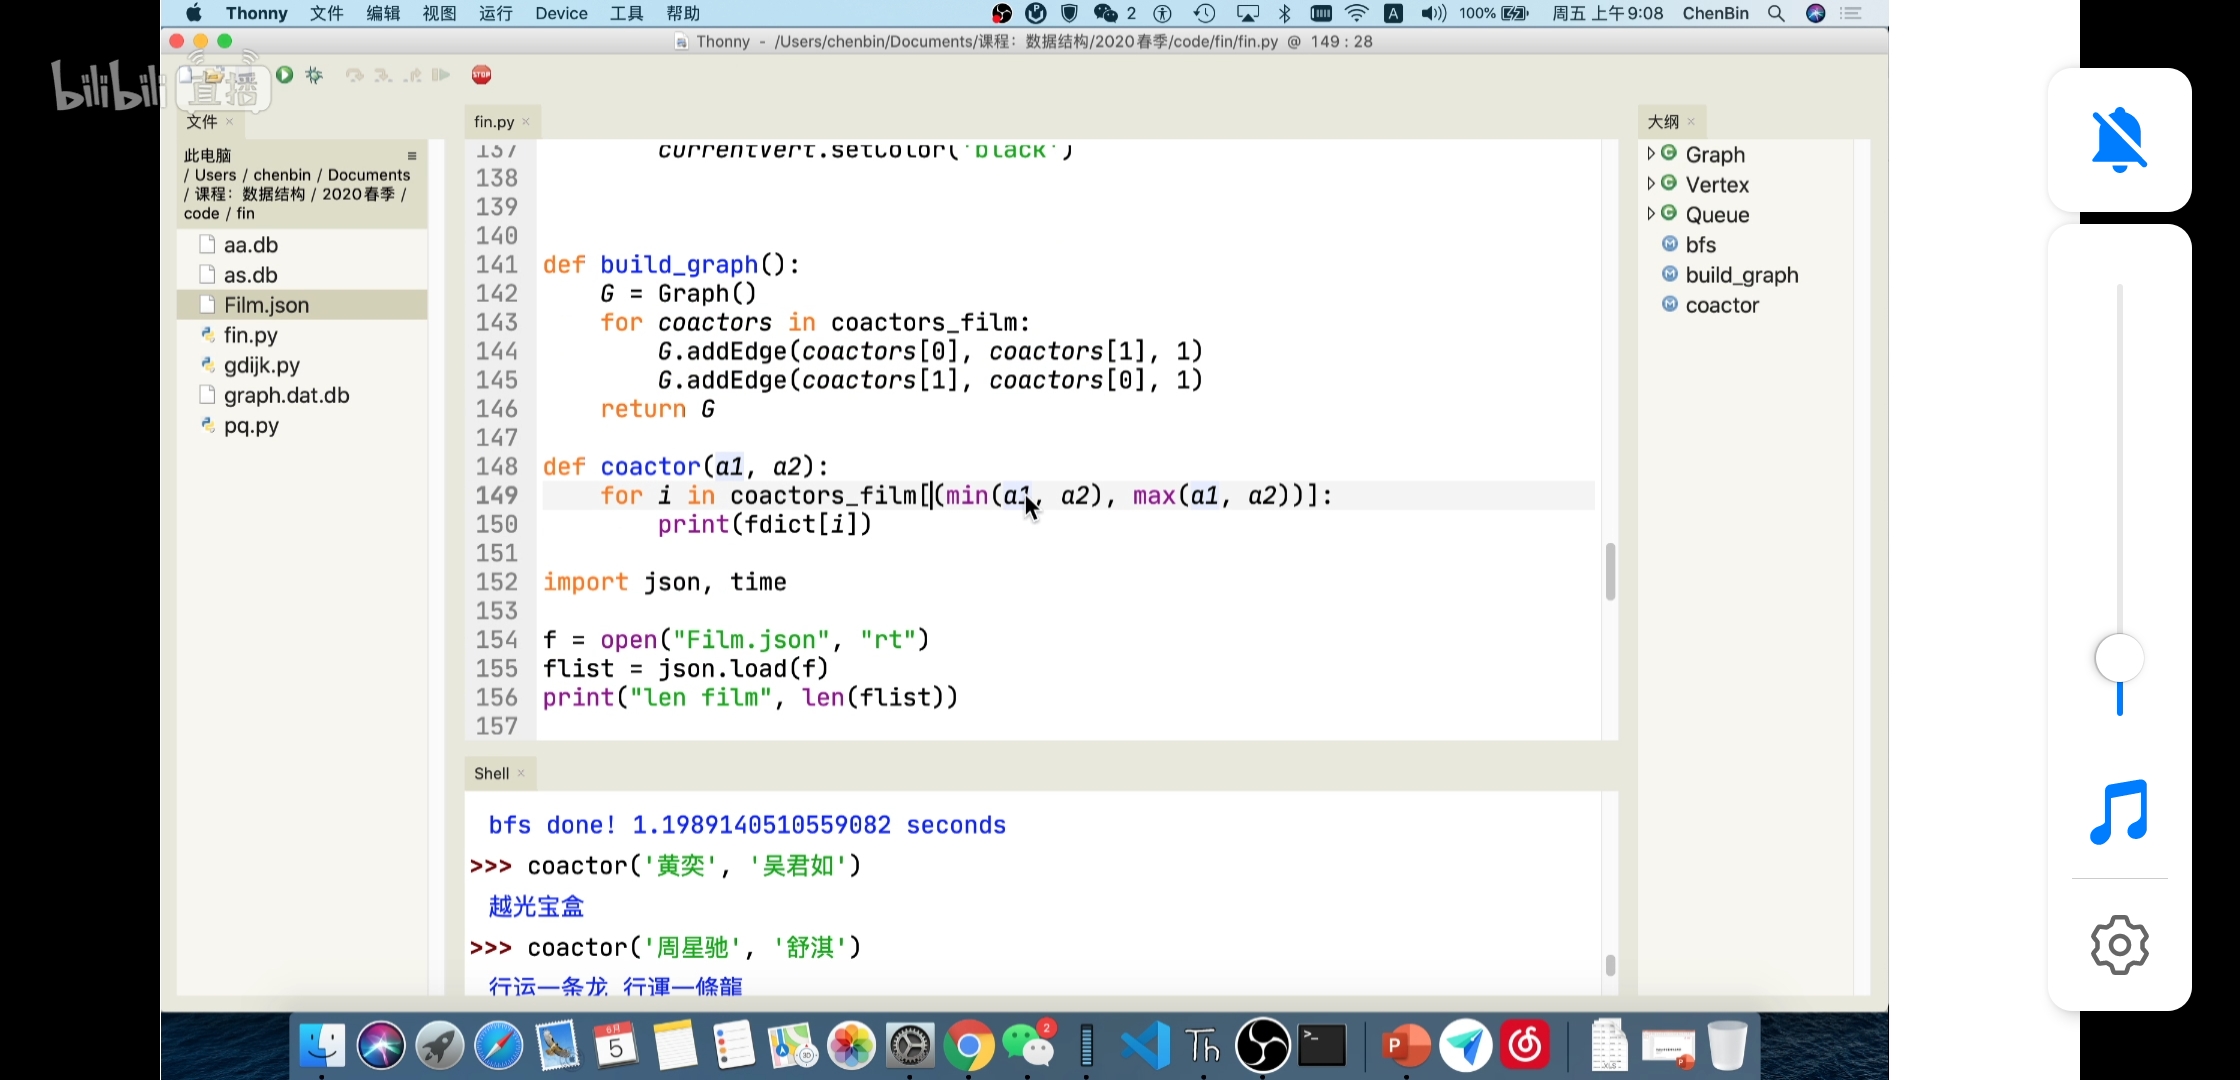 Thonny 文件 编辑 视图 运行 Device 工具 帮助 2 A 100% 周五 上午9:08 ChenBin
Thonny - /Users/chenbin/Documents/课程：数据结构/2020春季/code/fin/fin.py @ 149 : 28
bilibili 直播
STOP
文件 ×
此电脑
/ Users / chenbin / Documents
/ 课程：数据结构 / 2020春季 /
code / fin
aa.db
as.db
Film.json
fin.py
gdijk.py
graph.dat.db
pq.py
fin.py ×
137 currentVert.setColor('black')
138
139
140
141 def build_graph():
142 G = Graph()
143 for coactors in coactors_film:
144 G.addEdge(coactors[0], coactors[1], 1)
145 G.addEdge(coactors[1], coactors[0], 1)
146 return G
147
148 def coactor(a1, a2):
149 for i in coactors_film[(min(a1, a2), max(a1, a2))]:
150 print(fdict[i])
151
152 import json, time
153
154 f = open("Film.json", "rt")
155 flist = json.load(f)
156 print("len film", len(flist))
157
Shell ×
bfs done! 1.1989140510559082 seconds
>>> coactor('黄奕', '吴君如')
越光宝盒
>>> coactor('周星驰', '舒淇')
行运一条龙 行運一條龍
大纲 ×
C Graph
C Vertex
C Queue
M bfs
M build_graph
M coactor
6月
5
3D
2
Th
>_
P
XLS
P